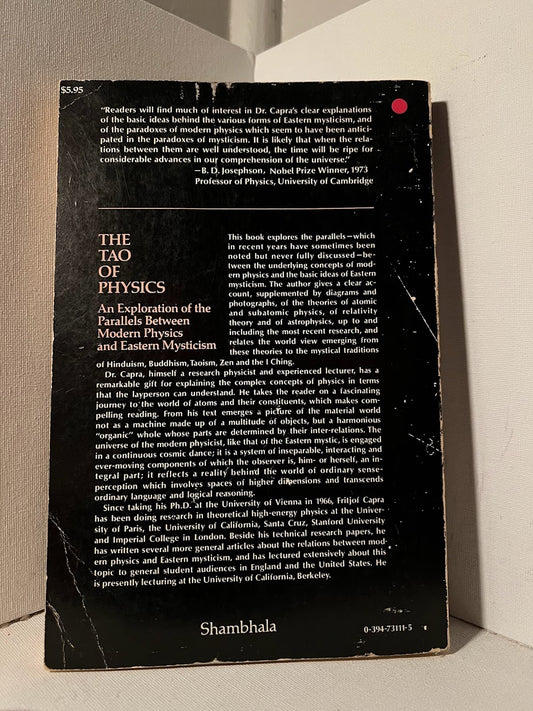 $5.95
"Readers will find much of interest in Dr. Capra's clear explanations
of the basic ideas behind the various forms of Eastern mysticism, and
of the paradoxes of modern physics which seem to have been antici-
pated in the paradoxes of mysticism. It is likely that when the rela-
tions between them are well understood, the time will be ripe for
considerable advances in our comprehension of the universe."
—B. D. Josephson, Nobel Prize Winner, 1973
Professor of Physics, University of Cambridge
THE
TAO
OF
PHYSICS
An Exploration of the
Parallels Between
Modern Physics
and Eastern Mysticism
This book explores the parallels—which
in recent years have sometimes been
noted but never fully discussed—be-
tween the underlying concepts of mod-
ern physics and the basic ideas of Eastern
mysticism. The author gives a clear ac-
count, supplemented by diagrams and
photographs, of the theories of atomic
and subatomic physics, of relativity
theory and of astrophysics, up to and
including the most recent research, and
relates the world view emerging from
these theories to the mystical traditions
of Hinduism, Buddhism, Taoism, Zen and the I Ching.
Dr. Capra, himself a research physicist and experienced lecturer, has a
remarkable gift for explaining the complex concepts of physics in terms
that the layperson can understand. He takes the reader on a fascinating
journey to the world of atoms and their constituents, which makes com-
pelling reading. From his text emerges a picture of the material world
not as a machine made up of a multitude of objects, but a harmonious
"organic" whole whose parts are determined by their inter-relations. The
universe of the modern physicist, like that of the Eastern mystic, is engaged
in a continuous cosmic dance; it is a system of inseparable, interacting and
ever-moving components of which the observer is, him- or herself, an in-
tegral part; it reflects a reality behind the world of ordinary sense-
perception which involves spaces of higher dimensions and transcends
ordinary language and logical reasoning.
Since taking his Ph.D. at the University of Vienna in 1966, Fritjof Capra
has been doing research in theoretical high-energy physics at the Univer-
sity of Paris, the University of California, Santa Cruz, Stanford University
and Imperial College in London. Beside his technical research papers, he
has written several more general articles about the relations between mod-
ern physics and Eastern mysticism, and has lectured extensively about this
topic to general student audiences in England and the United States. He
is presently lecturing at the University of California, Berkeley.
Shambhala
0-394-73111-5